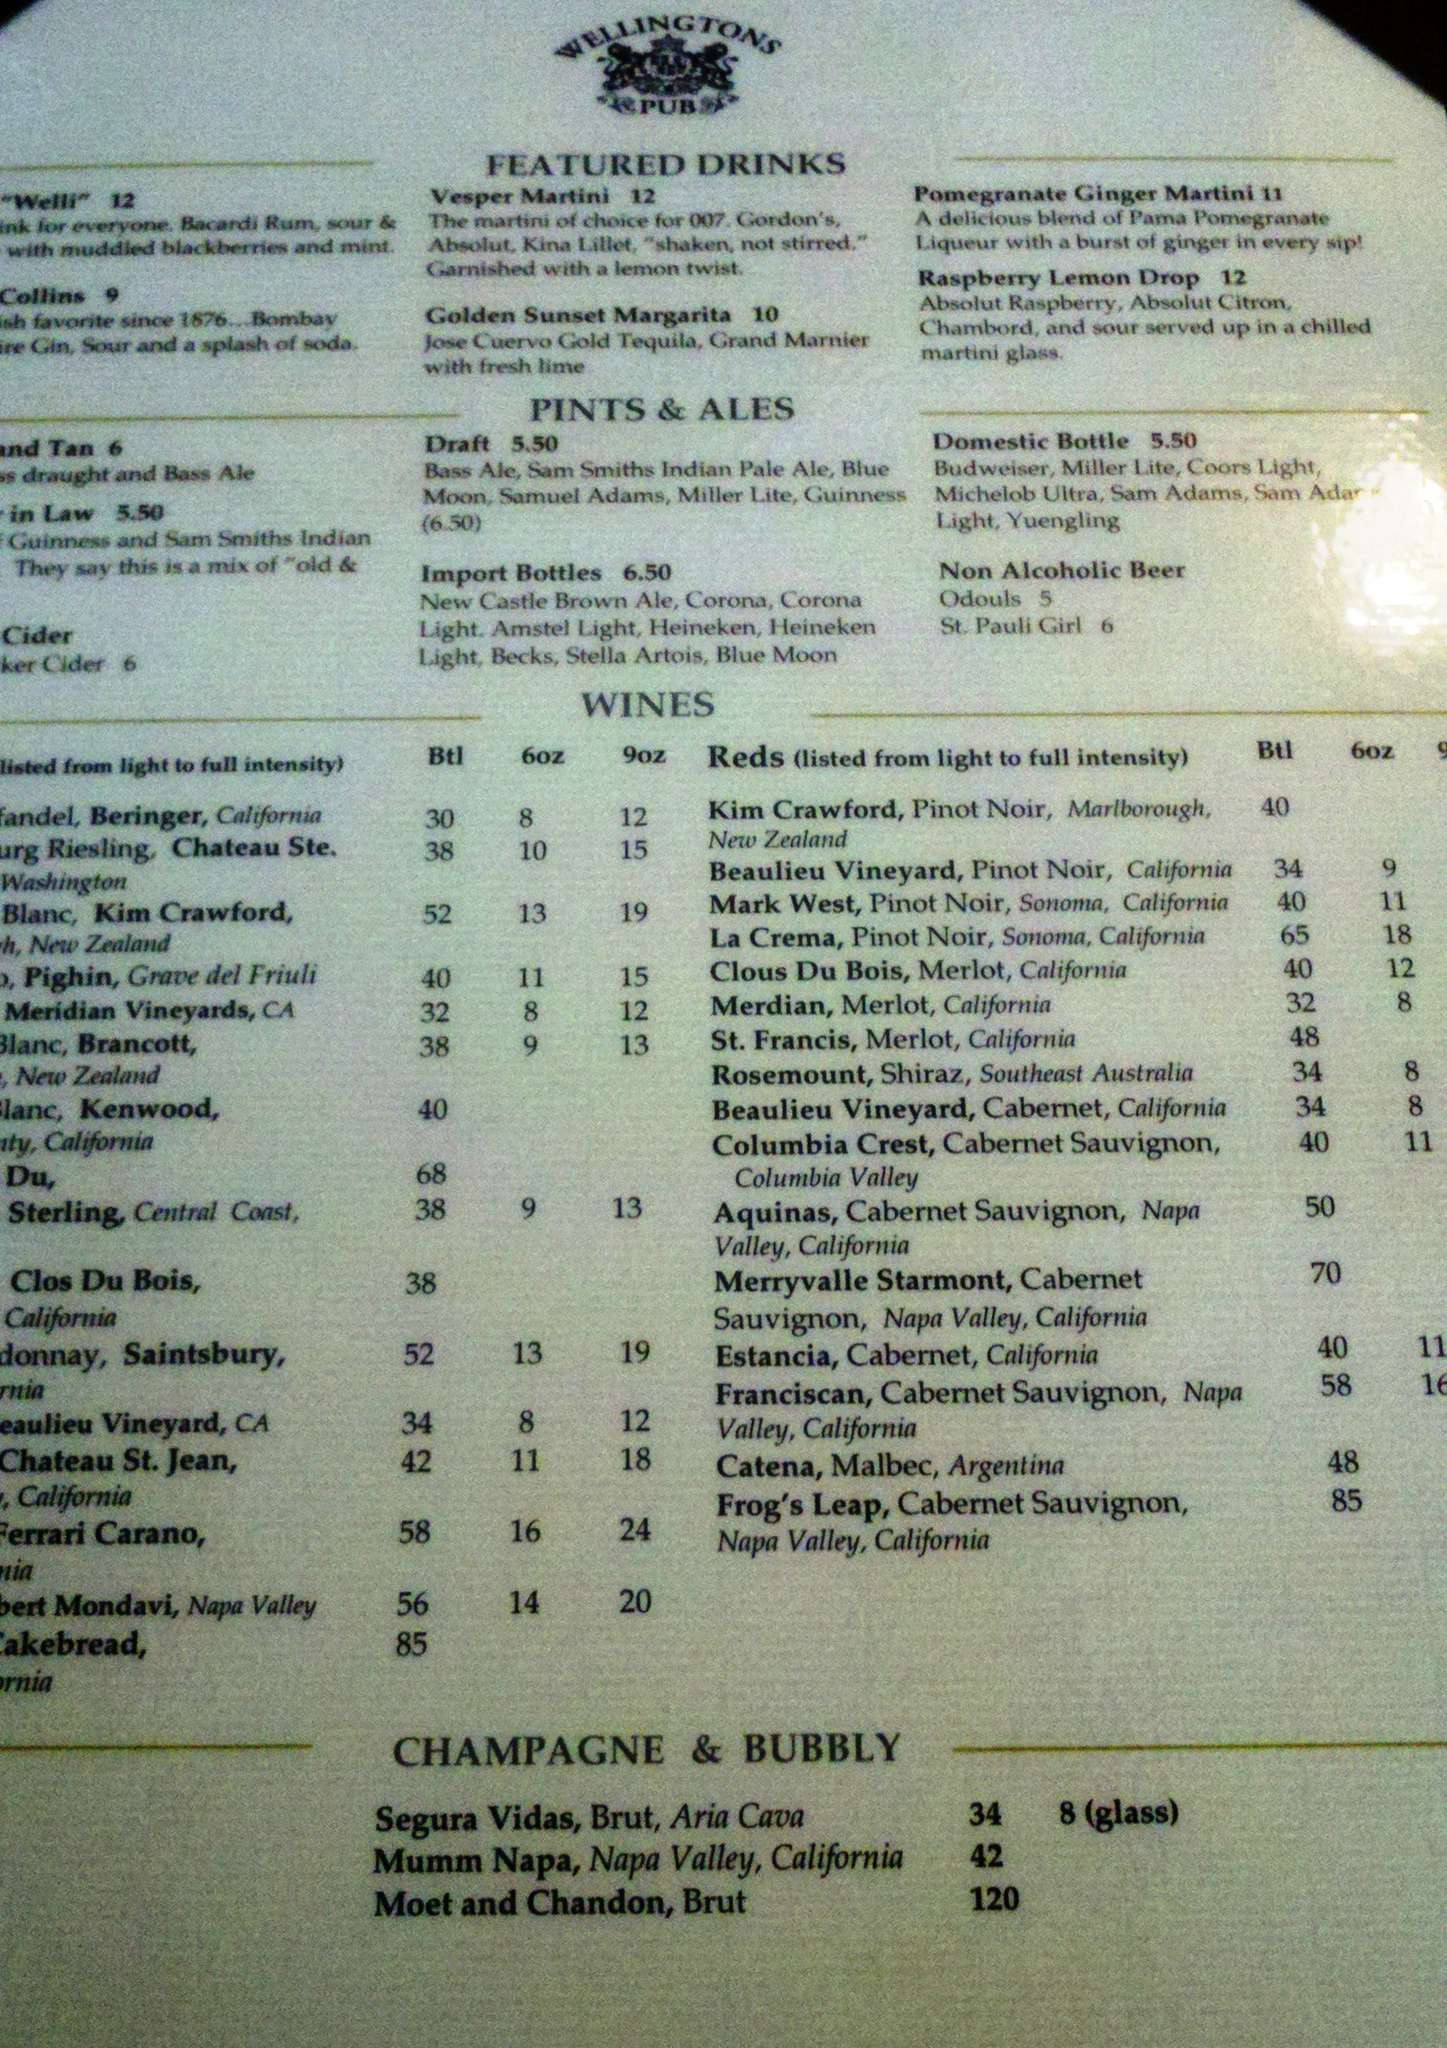 WELLINGTONS
PUB
FEATURED DRINKS
"Welli" 12
for everyone. Bacardi Rum, sour &
with muddled blackberries and mint.
Collins 9
favorite since 1876... Bombay
Gin, Sour and a splash of soda.
Vesper Martini 12
The martini of choice for 007. Gordon's,
Absolut, Kina Lillet, "shaken, not stirred."
Garnished with a lemon twist.
Golden Sunset Margarita 10
Jose Cuervo Gold Tequila, Grand Marnier
with fresh lime
Pomegranate Ginger Martini 11
A delicious blend of Pama Pomegranate
Liqueur with a burst of ginger in every sip!
Raspberry Lemon Drop 12
Absolut Raspberry, Absolut Citron,
Chambord, and sour served up in a chilled
martini glass.
PINTS & ALES
and Tan 6
draught and Bass Ale
in Law 5.50
Guinness and Sam Smiths Indian
They say this is a mix of "old &
Cider
Cider 6
Draft 5.50
Bass Ale, Sam Smiths Indian Pale Ale, Blue
Moon, Samuel Adams, Miller Lite, Guinness
(6.50)
Import Bottles 6.50
New Castle Brown Ale, Corona, Corona
Light, Amstel Light, Heineken, Heineken
Light, Becks, Stella Artois, Blue Moon
Domestic Bottle 5.50
Budweiser, Miller Lite, Coors Light,
Michelob Ultra, Sam Adams, Sam Adar
Light, Yuengling
Non Alcoholic Beer
Odouls 5
St. Pauli Girl 6
WINES
listed from light to full intensity) Btl 6oz 9oz
fandel, Beringer, California 30 8 12
urg Riesling, Chateau Ste. 38 10 15
Washington
Blanc, Kim Crawford, 52 13 19
h, New Zealand
o, Pighin, Grave del Friuli 40 11 15
Meridian Vineyards, CA 32 8 12
Blanc, Brancott, 38 9 13
, New Zealand
lanc, Kenwood, 40
nty, California
Du, 68
Sterling, Central Coast, 38 9 13
Clos Du Bois, 38
California
donnay, Saintsbury, 52 13 19
rnia
eaulieu Vineyard, CA 34 8 12
Chateau St. Jean, 42 11 18
, California
Ferrari Carano, 58 16 24
nia
bert Mondavi, Napa Valley 56 14 20
Cakebread, 85
ornia
Reds (listed from light to full intensity) Btl 6oz 9
Kim Crawford, Pinot Noir, Marlborough, 40
New Zealand
Beaulieu Vineyard, Pinot Noir, California 34 9
Mark West, Pinot Noir, Sonoma, California 40 11
La Crema, Pinot Noir, Sonoma, California 65 18
Clous Du Bois, Merlot, California 40 12
Merdian, Merlot, California 32 8
St. Francis, Merlot, California 48
Rosemount, Shiraz, Southeast Australia 34 8
Beaulieu Vineyard, Cabernet, California 34 8
Columbia Crest, Cabernet Sauvignon, 40 11
Columbia Valley
Aquinas, Cabernet Sauvignon, Napa 50
Valley, California
Merryvalle Starmont, Cabernet 70
Sauvignon, Napa Valley, California
Estancia, Cabernet, California 40 11
Franciscan, Cabernet Sauvignon, Napa 58 16
Valley, California
Catena, Malbec, Argentina 48
Frog's Leap, Cabernet Sauvignon, 85
Napa Valley, California
CHAMPAGNE & BUBBLY
Segura Vidas, Brut, Aria Cava 34 8 (glass)
Mumm Napa, Napa Valley, California 42
Moet and Chandon, Brut 120